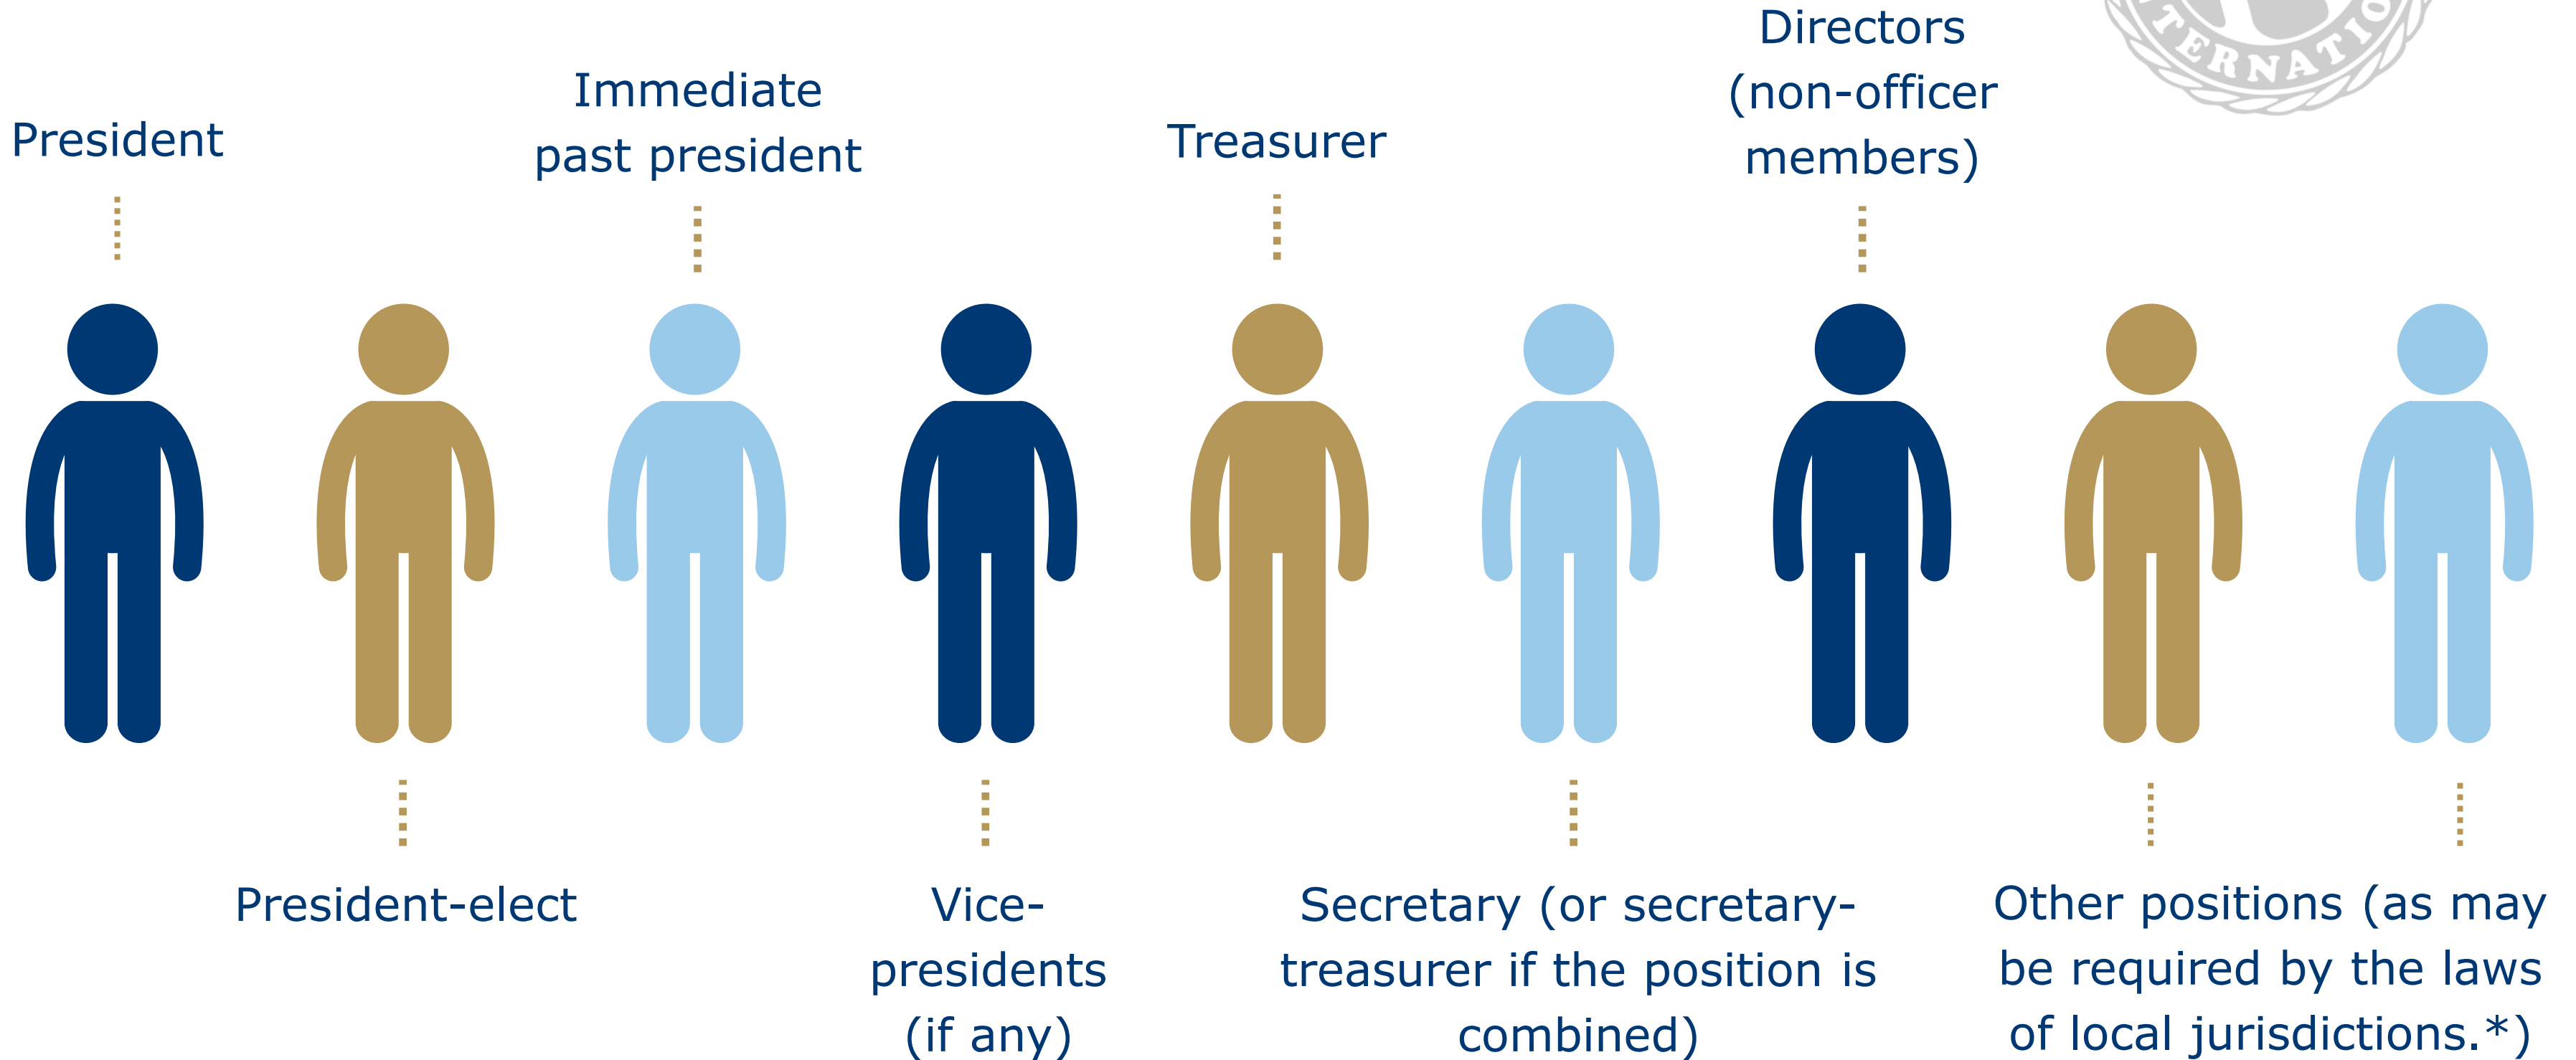 President
Immediate
past president
Treasurer
Directors
(non-officer
members)
President-elect
Vice-
presidents
(if any)
Secretary (or secretary-
treasurer if the position is
combined)
Other positions (as may
be required by the laws
of local jurisdictions.*)